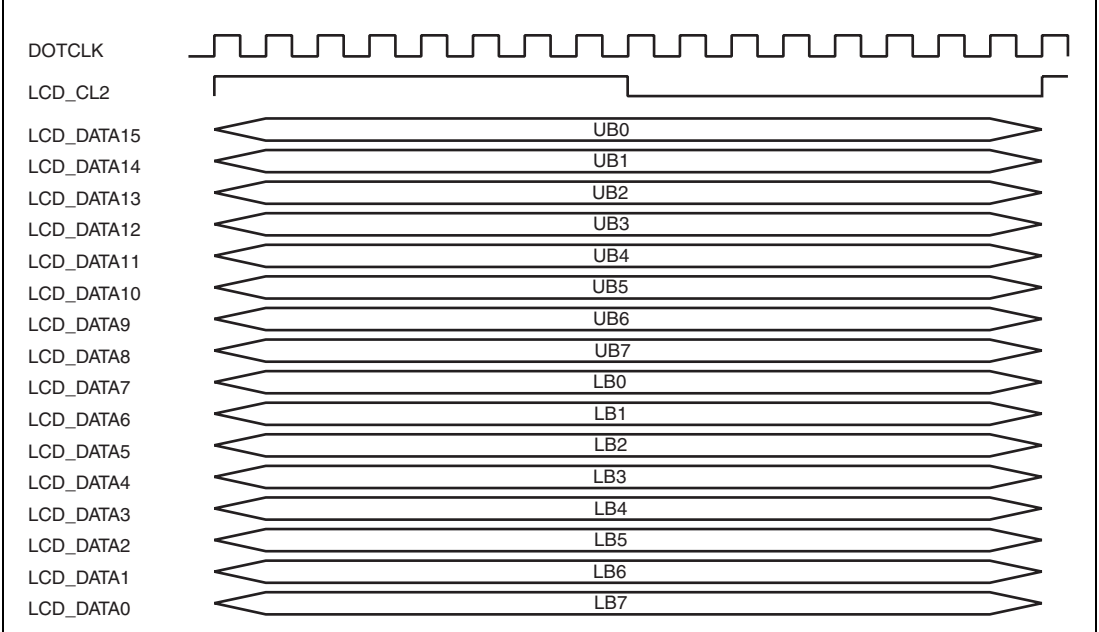 DOTCLK
LCD_CL2
LCD_DATA15 UB0
LCD_DATA14 UB1
LCD_DATA13 UB2
LCD_DATA12 UB3
LCD_DATA11 UB4
LCD_DATA10 UB5
LCD_DATA9 UB6
LCD_DATA8 UB7
LCD_DATA7 LB0
LCD_DATA6 LB1
LCD_DATA5 LB2
LCD_DATA4 LB3
LCD_DATA3 LB4
LCD_DATA2 LB5
LCD_DATA1 LB6
LCD_DATA0 LB7